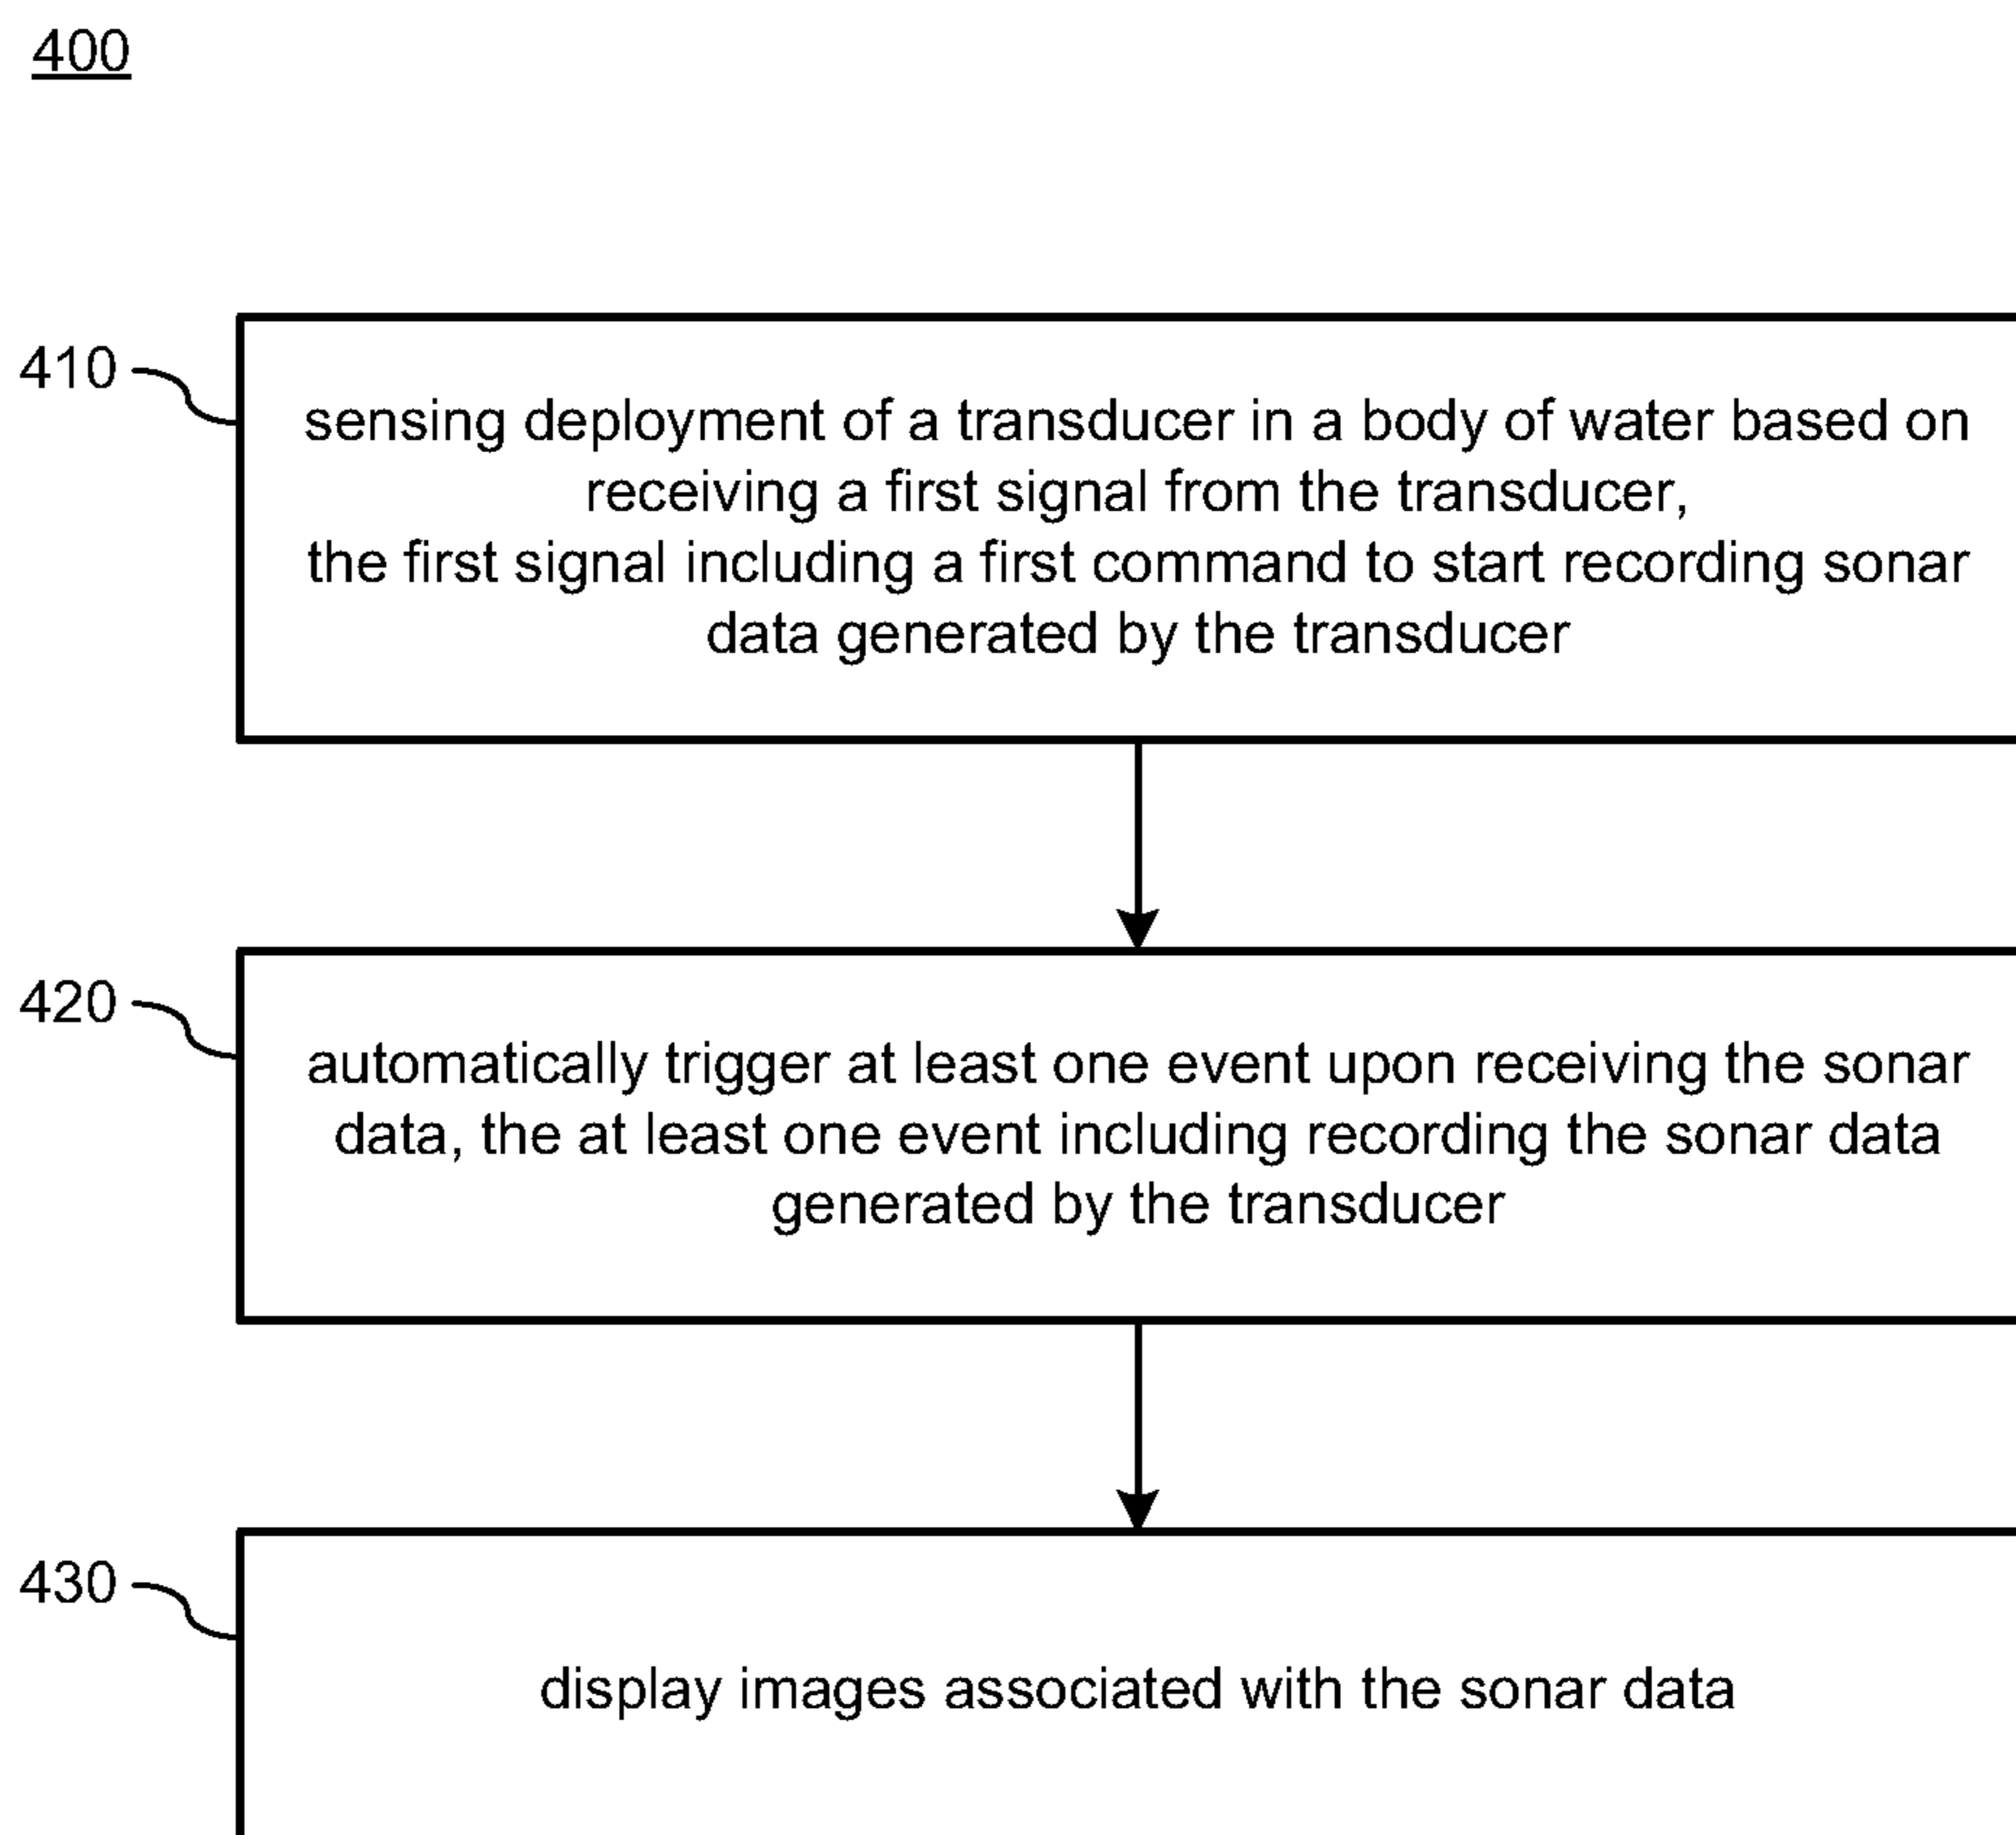 400
410
sensing deployment of a transducer in a body of water based on
receiving a first signal from the transducer,
the first signal including a first command to start recording sonar
data generated by the transducer
420
automatically trigger at least one event upon receiving the sonar
data, the at least one event including recording the sonar data
generated by the transducer
430
display images associated with the sonar data